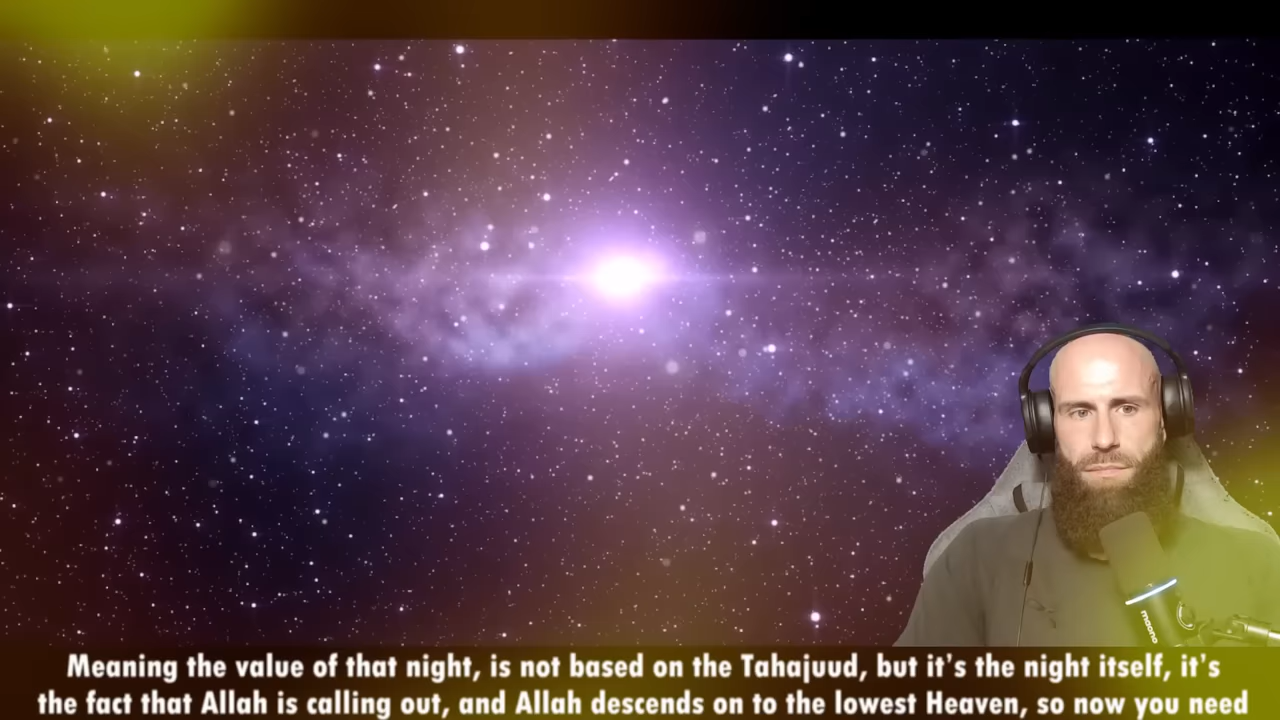 maono
Meaning the value of that night, is not based on the Tahajuud, but it's the night itself, it's
the fact that Allah is calling out, and Allah descends on to the lowest Heaven, so now you need